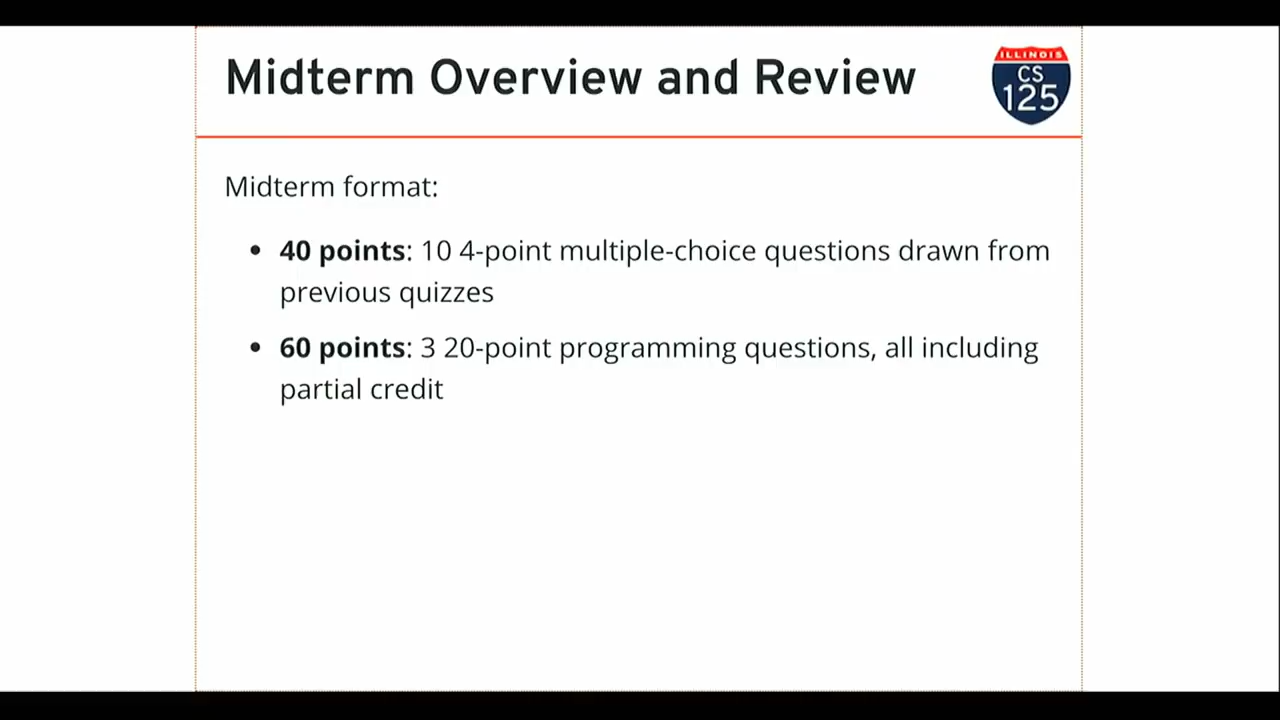 Midterm Overview and Review
ILLINOIS
CS
125
Midterm format:
• 40 points: 10 4-point multiple-choice questions drawn from
previous quizzes
• 60 points: 3 20-point programming questions, all including
partial credit